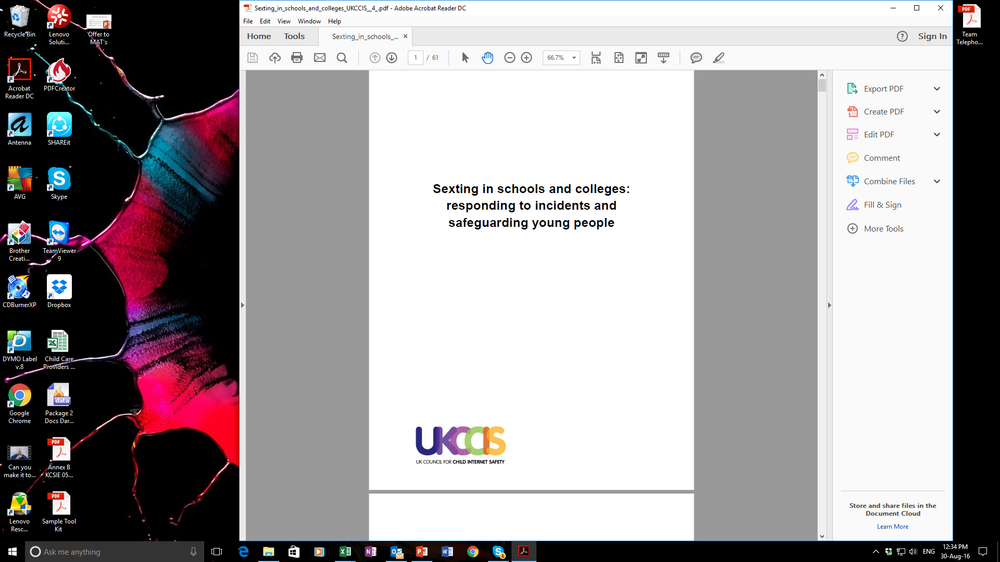 Recycle Bin
Lenovo
Soluti...
Offer to
MAT's
Acrobat
Reader DC
PDFCreator
Antenna
SHAREit
AVG
Skype
Brother
Creati...
TeamViewer
9
CDBurnerXP
Dropbox
DYMO Label
v.8
Child Care
Providers ...
Google
Chrome
data
Package 2
Docs Dar...
Can you
make it to...
PDF
Annex B
KCSIE 05...
Lenovo
Resc...
PDF
Sample Tool
Kit
Sexting_in_schools_and_colleges_UKCCIS__4_.pdf - Adobe Acrobat Reader DC
File Edit View Window Help
Home Tools Sexting_in_schools_... × Sign In
1 / 61 66.7%
Sexting in schools and colleges:
responding to incidents and
safeguarding young people
UKCCIS
UK COUNCIL FOR CHILD INTERNET SAFETY
Export PDF
Create PDF
Edit PDF
Comment
Combine Files
Fill & Sign
More Tools
Store and share files in the
Document Cloud
Learn More
PDF
Team
Telepho...
Ask me anything
1
ENG
12:34 PM
30-Aug-16